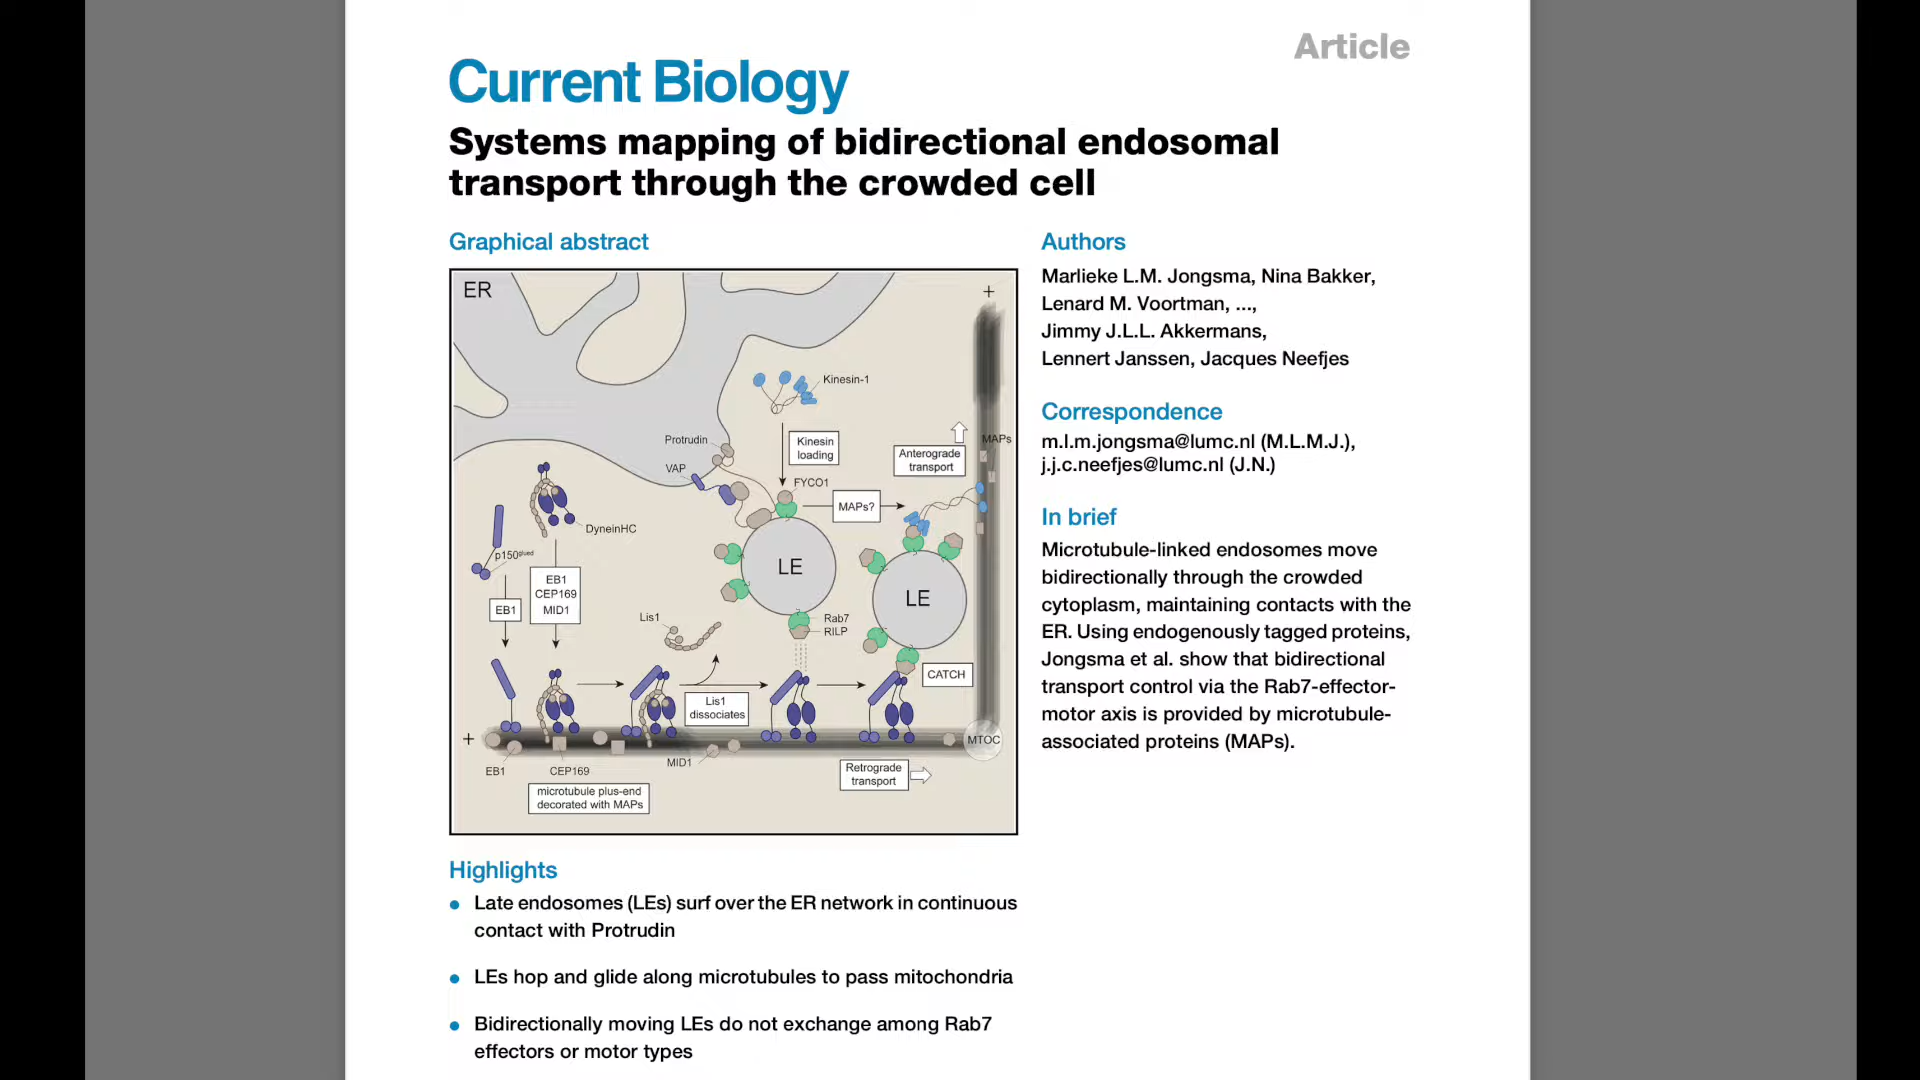 Article
Current Biology
Systems mapping of bidirectional endosomal
transport through the crowded cell
Graphical abstract
ER
+
Kinesin-1
Protrudin
Kinesin
loading
MAPs
Anterograde
transport
VAP
FYCO1
MAPs?
DyneinHC
p150glued
LE
EB1
CEP169
MID1
EB1
LE
Lis1
Rab7
RILP
CATCH
Lis1
dissociates
+
MTOC
EB1
CEP169
MID1
Retrograde
transport
microtubule plus-end
decorated with MAPs
Highlights
• Late endosomes (LEs) surf over the ER network in continuous
contact with Protrudin
• LEs hop and glide along microtubules to pass mitochondria
• Bidirectionally moving LEs do not exchange among Rab7
effectors or motor types
Authors
Marlieke L.M. Jongsma, Nina Bakker,
Lenard M. Voortman, ...,
Jimmy J.L.L. Akkermans,
Lennert Janssen, Jacques Neefjes
Correspondence
m.l.m.jongsma@lumc.nl (M.L.M.J.),
j.j.c.neefjes@lumc.nl (J.N.)
In brief
Microtubule-linked endosomes move
bidirectionally through the crowded
cytoplasm, maintaining contacts with the
ER. Using endogenously tagged proteins,
Jongsma et al. show that bidirectional
transport control via the Rab7-effector-
motor axis is provided by microtubule-
associated proteins (MAPs).